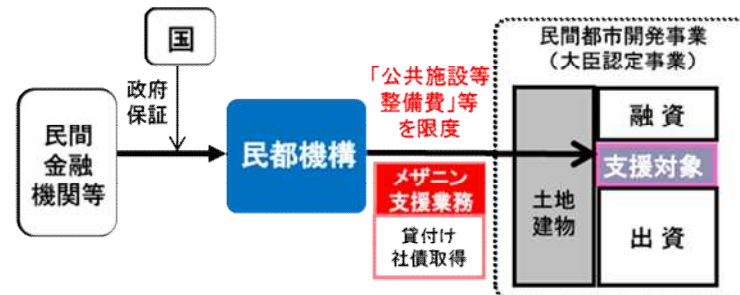 国
政府
保証
民間
金融
機関等
民都機構
「公共施設等
整備費」等
を限度
メザニン
支援業務
貸付け
社債取得
民間都市開発事業
（大臣認定事業）
土地
建物
融資
支援対象
出資